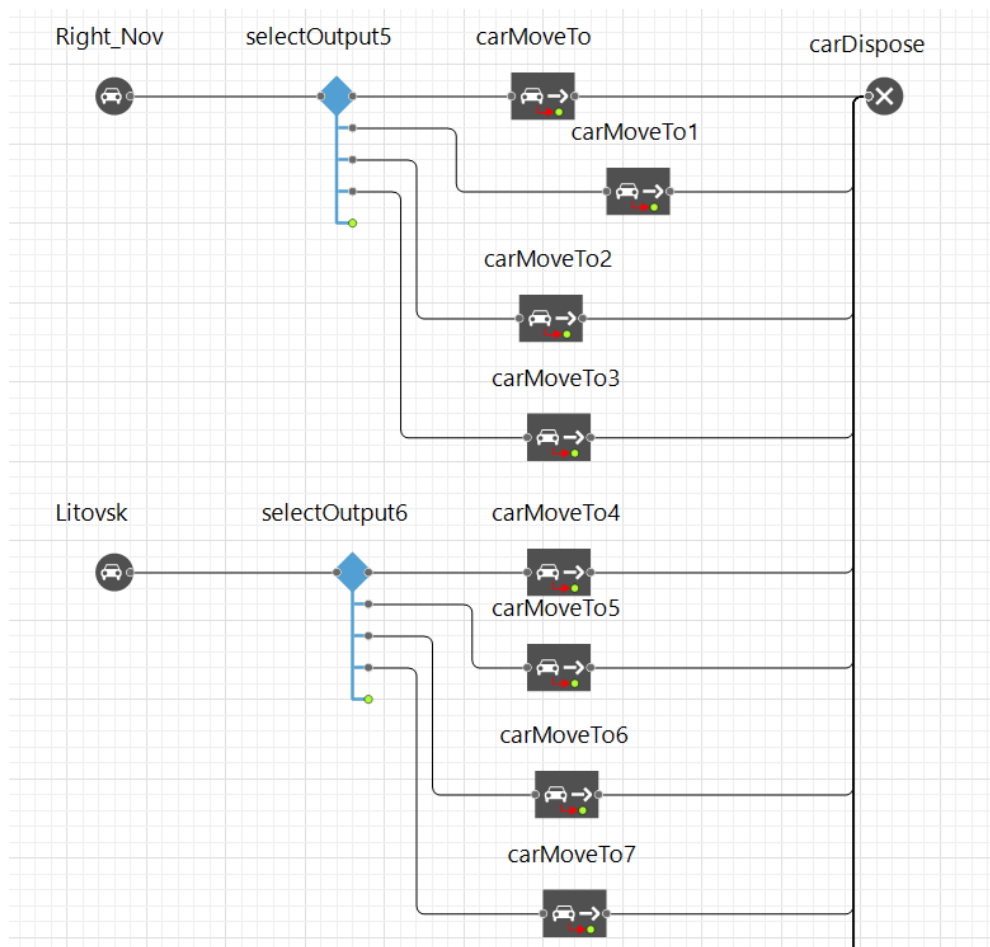 Right_Nov
selectOutput5
carMoveTo
carDispose
carMoveTo1
carMoveTo2
carMoveTo3
Litovsk
selectOutput6
carMoveTo4
carMoveTo5
carMoveTo6
carMoveTo7